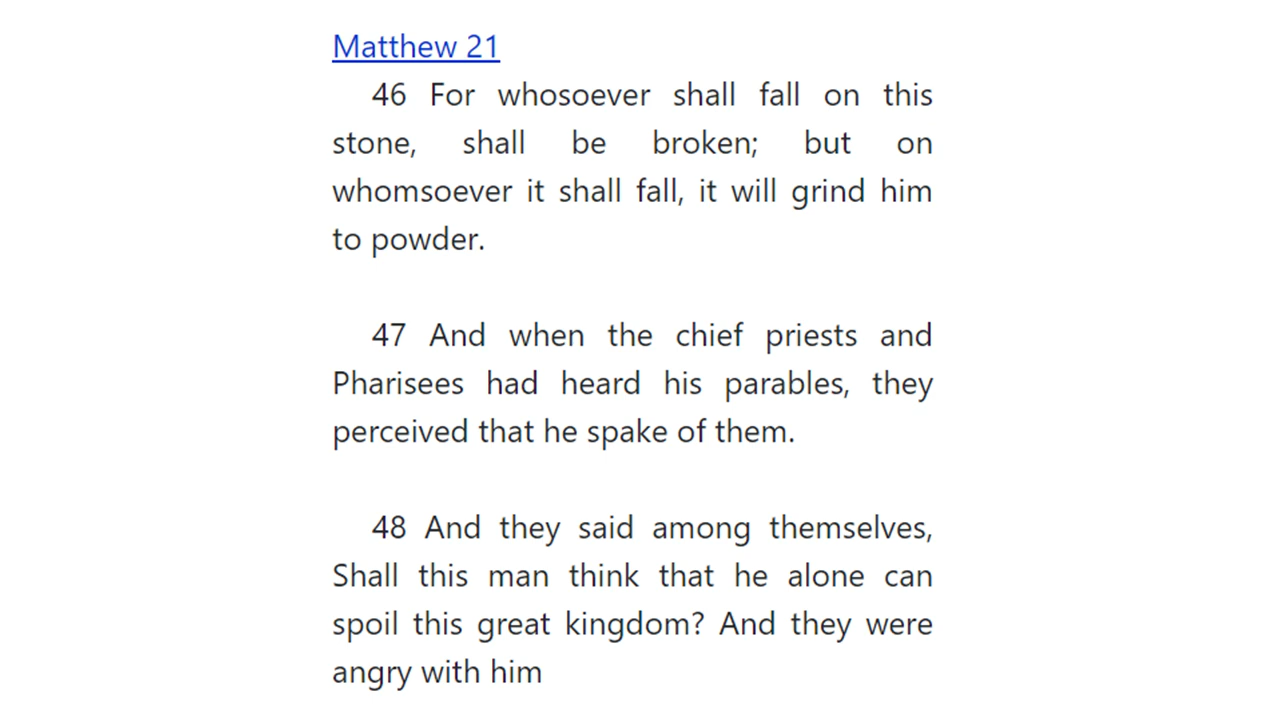 Matthew 21
46 For whosoever shall fall on this
stone, shall be broken; but on
whomsoever it shall fall, it will grind him
to powder.
47 And when the chief priests and
Pharisees had heard his parables, they
perceived that he spake of them.
48 And they said among themselves,
Shall this man think that he alone can
spoil this great kingdom? And they were
angry with him